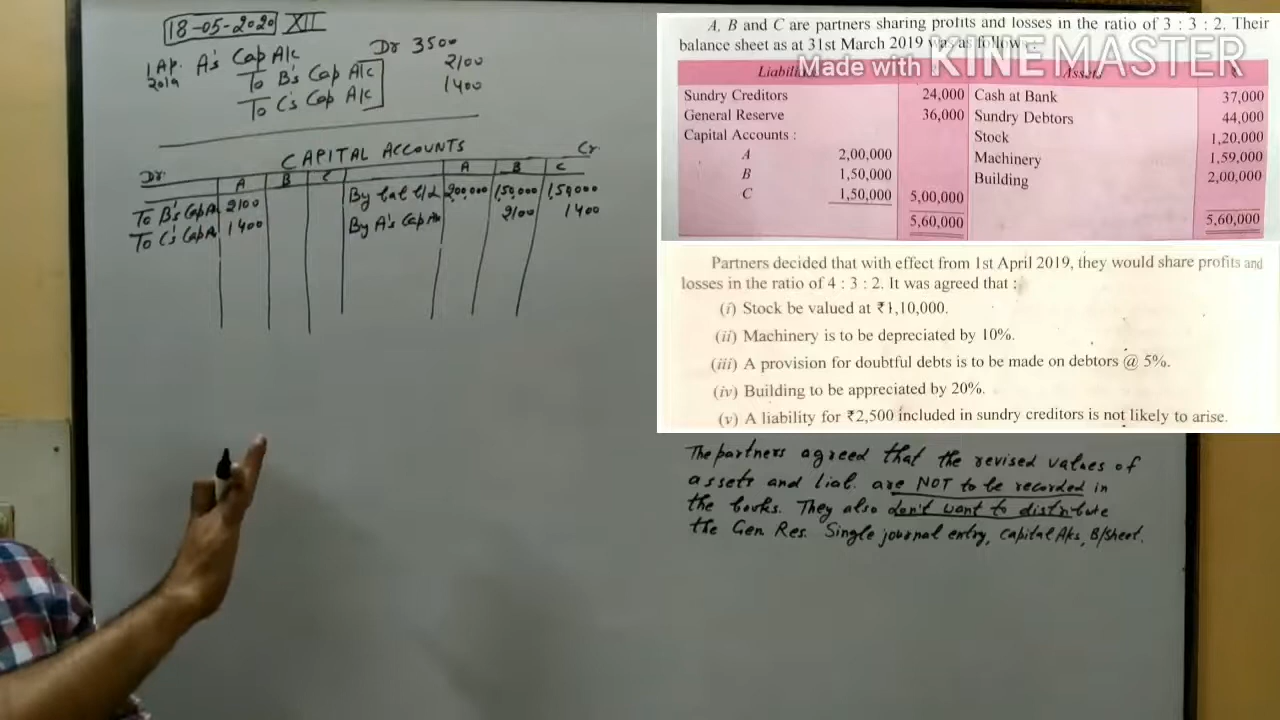 18-05-2020 XII
1 Ap. 2019 A's Cap A/c Dr 3500
To B's Cap A/c 2100
To C's Cap A/c 1400
CAPITAL ACCOUNTS
Dr. Cr.
A B C A B C
To B's Cap A/c 2100 By bal b/d 200,000 1,50,000 1,50,000
To C's Cap A/c 1400 By A's Cap A/c 2100 1400
A, B and C are partners sharing profits and losses in the ratio of 3 : 3 : 2. Their
balance sheet as at 31st March 2019 was as follows :
Made with KINEMASTER
Liabilities Assets
Sundry Creditors 24,000 Cash at Bank 37,000
General Reserve 36,000 Sundry Debtors 44,000
Capital Accounts : Stock 1,20,000
A 2,00,000 Machinery 1,59,000
B 1,50,000 Building 2,00,000
C 1,50,000 5,00,000
5,60,000 5,60,000
Partners decided that with effect from 1st April 2019, they would share profits and
losses in the ratio of 4 : 3 : 2. It was agreed that :
(i) Stock be valued at ₹1,10,000.
(ii) Machinery is to be depreciated by 10%.
(iii) A provision for doubtful debts is to be made on debtors @ 5%.
(iv) Building to be appreciated by 20%.
(v) A liability for ₹2,500 included in sundry creditors is not likely to arise.
The partners agreed that the revised values of
assets and liab. are NOT to be recorded in
the books. They also don't want to distribute
the Gen Res. Single journal entry, Capital A/cs, B/Sheet.